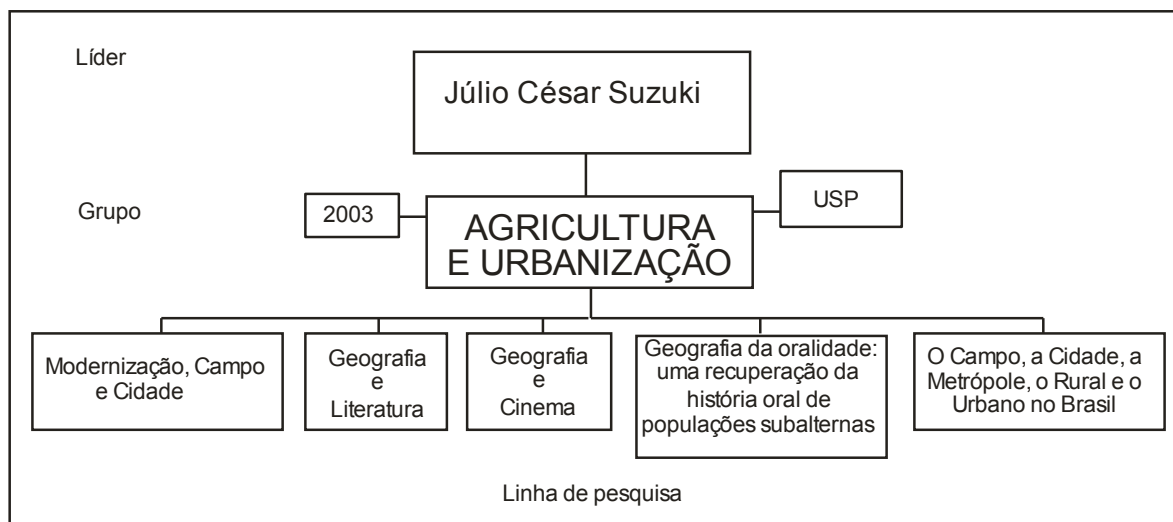 Líder
Júlio César Suzuki
Grupo
2003
AGRICULTURA
E URBANIZAÇÃO
USP
Modernização, Campo
e Cidade
Geografia
e
Literatura
Geografia
e
Cinema
Geografia da oralidade:
uma recuperação da
história oral de
populações subalternas
O Campo, a Cidade, a
Metrópole, o Rural e o
Urbano no Brasil
Linha de pesquisa